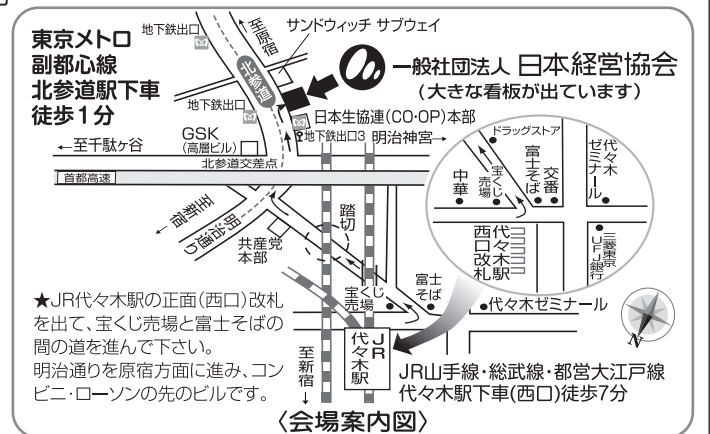 東京メトロ
副都心線
北参道駅下車
徒歩1分
地下鉄出口
至原宿
サンドウィッチ サブウェイ
北参道
一般社団法人 日本経営協会
(大きな看板が出ています)
地下鉄出口
日本生協連(CO・OP)本部
地下鉄出口3
明治神宮→
GSK
(高層ビル)
←至千駄ヶ谷
北参道交差点
首都高速
←至新宿
明治通り
共産党
本部
踏切
宝くじ
売場
富士
そば
●代々木ゼミナール
ドラッグストア
中華
宝くじ
売場
富士そば
交番
代々木
ゼミナール
代々木駅
西口改札
三菱東京
UFJ銀行
★JR代々木駅の正面(西口)改札
を出て、宝くじ売場と富士そばの
間の道を進んで下さい。
明治通りを原宿方面に進み、コン
ビニ・ローソンの先のビルです。
至新宿↓
JR
代々木駅
N
JR山手線・総武線・都営大江戸線
代々木駅下車(西口)徒歩7分
〈会場案内図〉